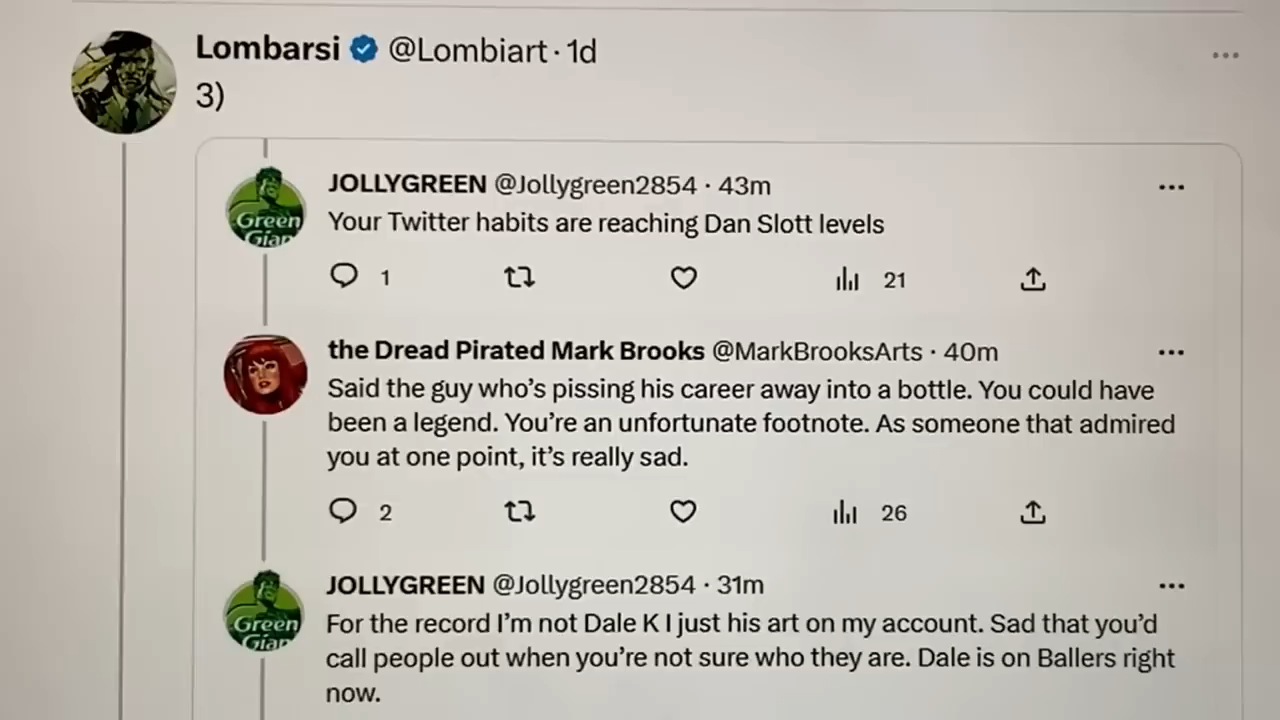 Lombarsi @Lombiart · 1d
3)
JOLLYGREEN @Jollygreen2854 · 43m
Green
Gian
Your Twitter habits are reaching Dan Slott levels
1 21
the Dread Pirated Mark Brooks @MarkBrooksArts · 40m
Said the guy who's pissing his career away into a bottle. You could have
been a legend. You're an unfortunate footnote. As someone that admired
you at one point, it's really sad.
2 26
JOLLYGREEN @Jollygreen2854 · 31m
Green
Gian
For the record I'm not Dale K I just his art on my account. Sad that you'd
call people out when you're not sure who they are. Dale is on Ballers right
now.